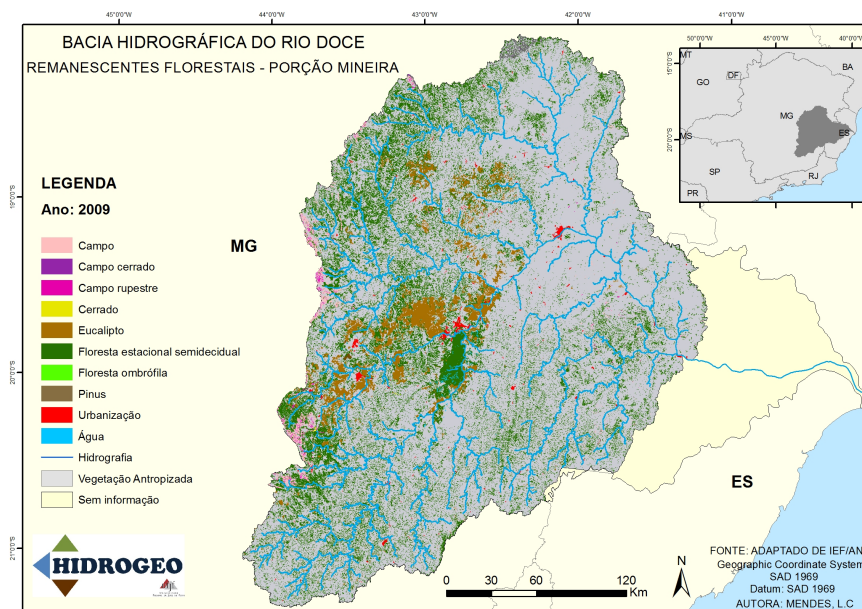 44°0'0"W 43°0'0"W 42°0'0"W 41°0'0"W 40°0'0"W
BACIA HIDROGRÁFICA DO RIO DOCE
REMANESCENTES FLORESTAIS - PORÇÃO MINEIRA
LEGENDA
Ano: 2009
Campo
Campo cerrado
Campo rupestre
Cerrado
Eucalipto
Floresta estacional semidecidual
Floresta ombrófila
Pinus
Urbanização
Água
Hidrografia
Vegetação Antropizada
Sem informação
HIDROGEO
MG
ES
50°0'0"W 45°0'0"W 40°0'0"W
15°0'0"S
20°0'0"S
MT
GO
DF
BA
MG
ES
MS
SP
RJ
PR
19°0'0"S
20°0'0"S
21°0'0"S
0 30 60 120
Km
N
FONTE: ADAPTADO DE IEF/AN
Geographic Coordinate System
SAD 1969
Datum: SAD 1969
AUTORA: MENDES, L.C